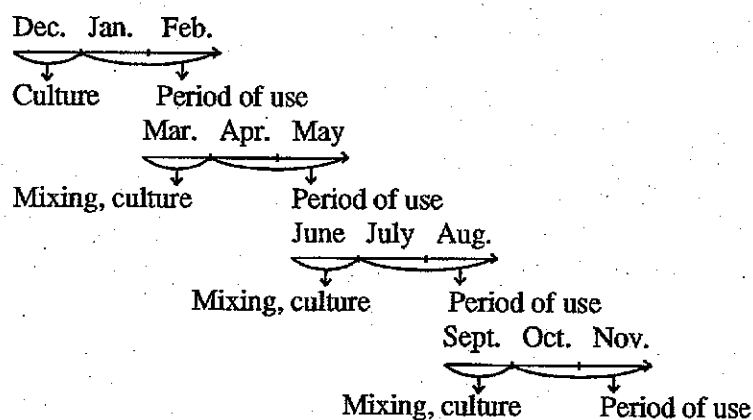 Dec. Jan. Feb.
Culture Period of use
Mar. Apr. May
Mixing, culture Period of use
June July Aug.
Mixing, culture Period of use
Sept. Oct. Nov.
Mixing, culture Period of use